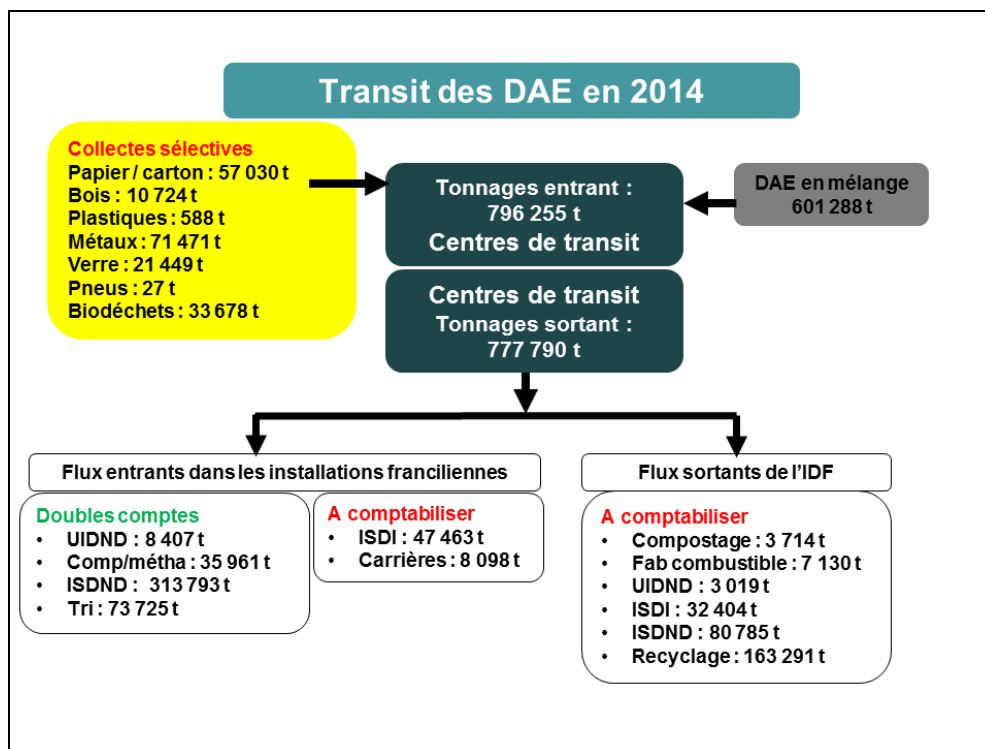 Transit des DAE en 2014
Collectes sélectives
Papier / carton : 57 030 t
Bois : 10 724 t
Plastiques : 588 t
Métaux : 71 471 t
Verre : 21 449 t
Pneus : 27 t
Biodéchets : 33 678 t
Tonnages entrant :
796 255 t
Centres de transit
DAE en mélange
601 288 t
Centres de transit
Tonnages sortant :
777 790 t
Flux entrants dans les installations franciliennes
Doubles comptes
• UIDND : 8 407 t
• Comp/métha : 35 961 t
• ISDND : 313 793 t
• Tri : 73 725 t
A comptabiliser
• ISDI : 47 463 t
• Carrières : 8 098 t
Flux sortants de l'IDF
A comptabiliser
• Compostage : 3 714 t
• Fab combustible : 7 130 t
• UIDND : 3 019 t
• ISDI : 32 404 t
• ISDND : 80 785 t
• Recyclage : 163 291 t